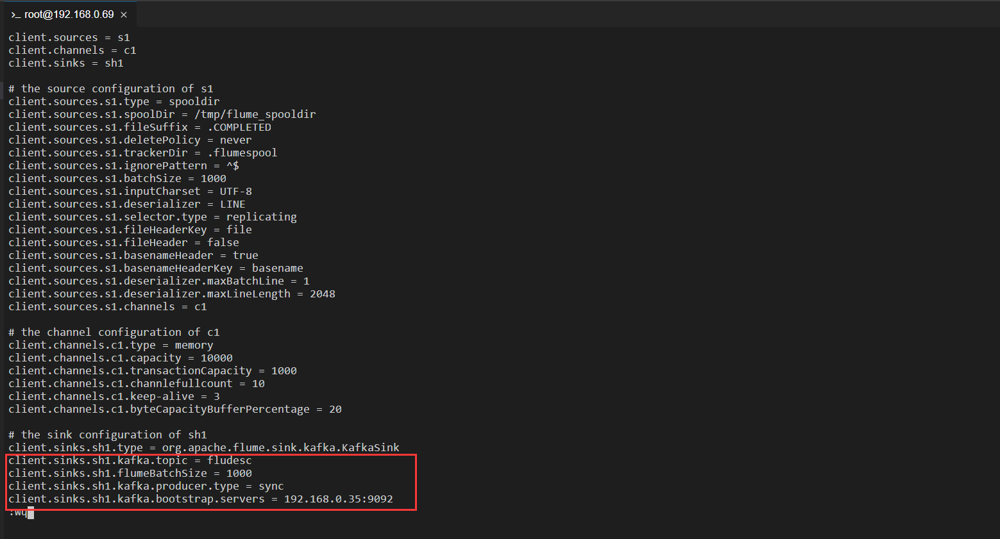 >_ root@192.168.0.69 ×
client.sources = s1
client.channels = c1
client.sinks = sh1
# the source configuration of s1
client.sources.s1.type = spooldir
client.sources.s1.spoolDir = /tmp/flume_spooldir
client.sources.s1.fileSuffix = .COMPLETED
client.sources.s1.deletePolicy = never
client.sources.s1.trackerDir = .flumespool
client.sources.s1.ignorePattern = ^$
client.sources.s1.batchSize = 1000
client.sources.s1.inputCharset = UTF-8
client.sources.s1.deserializer = LINE
client.sources.s1.selector.type = replicating
client.sources.s1.fileHeaderKey = file
client.sources.s1.fileHeader = false
client.sources.s1.basenameHeader = true
client.sources.s1.basenameHeaderKey = basename
client.sources.s1.deserializer.maxBatchLine = 1
client.sources.s1.deserializer.maxLineLength = 2048
client.sources.s1.channels = c1
# the channel configuration of c1
client.channels.c1.type = memory
client.channels.c1.capacity = 10000
client.channels.c1.transactionCapacity = 1000
client.channels.c1.channlefullcount = 10
client.channels.c1.keep-alive = 3
client.channels.c1.byteCapacityBufferPercentage = 20
# the sink configuration of sh1
client.sinks.sh1.type = org.apache.flume.sink.kafka.KafkaSink
client.sinks.sh1.kafka.topic = fludesc
client.sinks.sh1.flumeBatchSize = 1000
client.sinks.sh1.kafka.producer.type = sync
client.sinks.sh1.kafka.bootstrap.servers = 192.168.0.35:9092
:wq